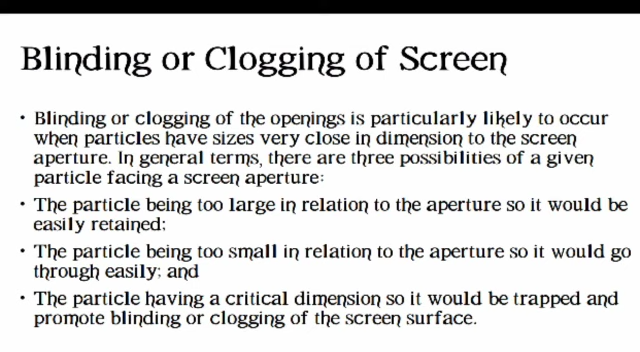 Blinding or Clogging of Screen
• Blinding or clogging of the openings is particularly likely to occur
when particles have sizes very close in dimension to the screen
aperture. In general terms, there are three possibilities of a given
particle facing a screen aperture:
• The particle being too large in relation to the aperture so it would be
easily retained;
• The particle being too small in relation to the aperture so it would go
through easily; and
• The particle having a critical dimension so it would be trapped and
promote blinding or clogging of the screen surface.